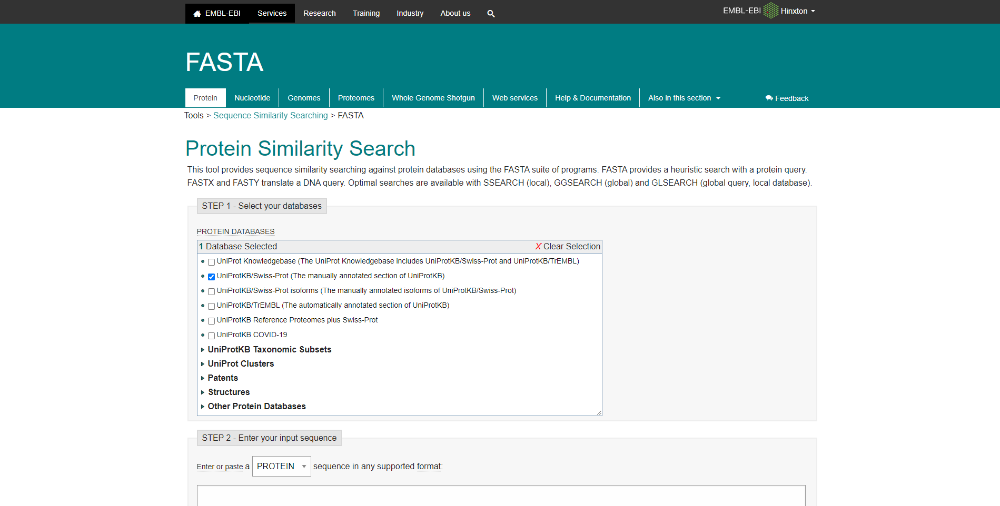 EMBL-EBI Services Research Training Industry About us EMBL-EBI Hinxton
FASTA
Protein Nucleotide Genomes Proteomes Whole Genome Shotgun Web services Help & Documentation Also in this section Feedback
Tools > Sequence Similarity Searching > FASTA
Protein Similarity Search
This tool provides sequence similarity searching against protein databases using the FASTA suite of programs. FASTA provides a heuristic search with a protein query.
FASTX and FASTY translate a DNA query. Optimal searches are available with SSEARCH (local), GGSEARCH (global) and GLSEARCH (global query, local database).
STEP 1 - Select your databases
PROTEIN DATABASES
1 Database Selected X Clear Selection
UniProt Knowledgebase (The UniProt Knowledgebase includes UniProtKB/Swiss-Prot and UniProtKB/TrEMBL)
UniProtKB/Swiss-Prot (The manually annotated section of UniProtKB)
UniProtKB/Swiss-Prot isoforms (The manually annotated isoforms of UniProtKB/Swiss-Prot)
UniProtKB/TrEMBL (The automatically annotated section of UniProtKB)
UniProtKB Reference Proteomes plus Swiss-Prot
UniProtKB COVID-19
UniProtKB Taxonomic Subsets
UniProt Clusters
Patents
Structures
Other Protein Databases
STEP 2 - Enter your input sequence
Enter or paste a PROTEIN sequence in any supported format: